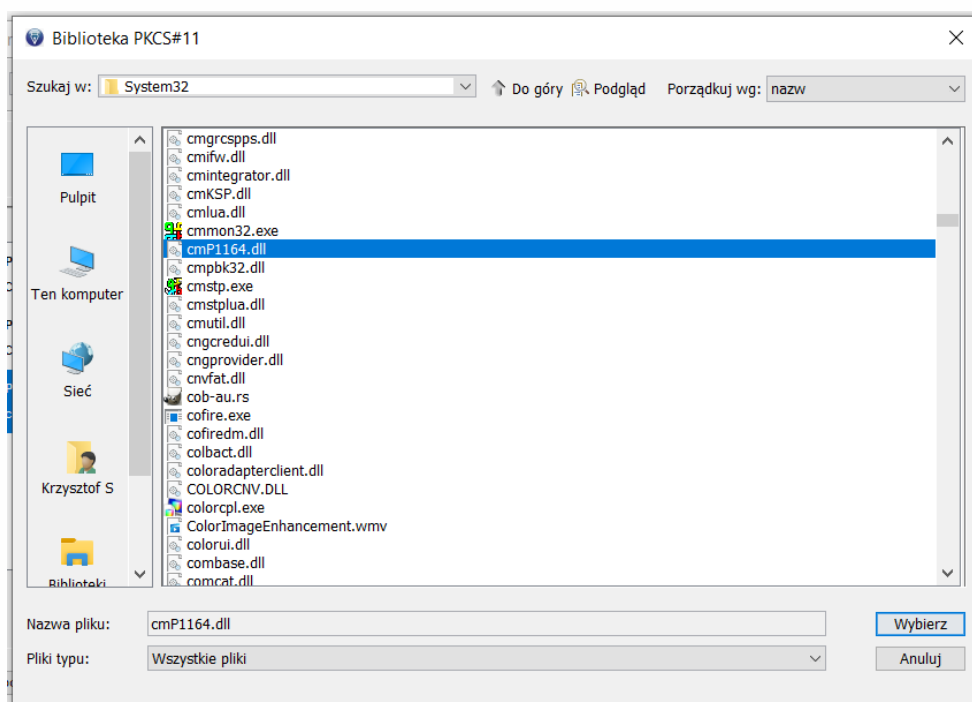 Biblioteka PKCS#11
Szukaj w: System32 Do góry Podgląd Porządkuj wg: nazw
Pulpit
Ten komputer
Sieć
Krzysztof S
Biblioteki
cmgrcspps.dll
cmifw.dll
cmintegrator.dll
cmKSP.dll
cmlua.dll
cmmon32.exe
cmP1164.dll
cmpbk32.dll
cmstp.exe
cmstplua.dll
cmutil.dll
cngcredui.dll
cngprovider.dll
cnvfat.dll
cob-au.rs
cofire.exe
cofiredm.dll
colbact.dll
coloradapterclient.dll
COLORCNV.DLL
colorcpl.exe
ColorImageEnhancement.wmv
colorui.dll
combase.dll
comcat.dll
Nazwa pliku: cmP1164.dll Wybierz
Pliki typu: Wszystkie pliki Anuluj